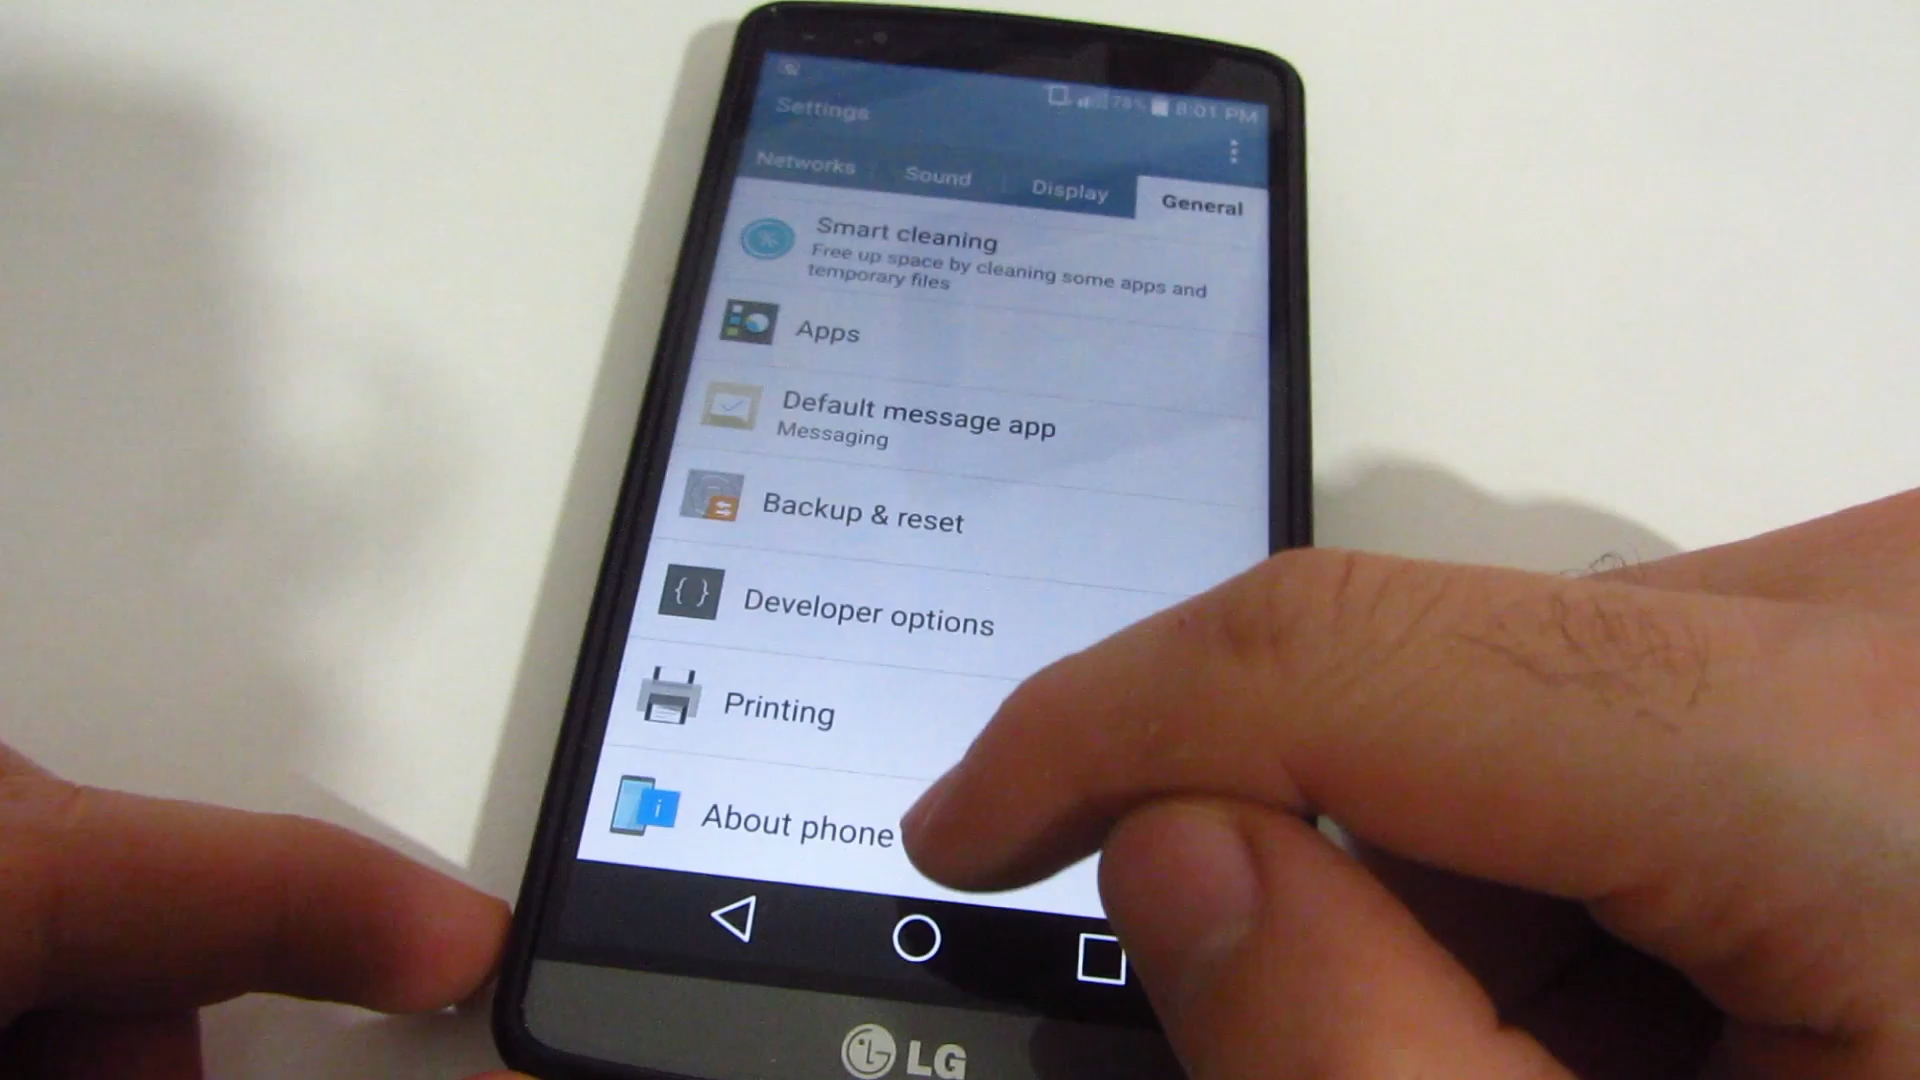 78% 8:01 PM
Settings
Networks Sound Display General
Smart cleaning
Free up space by cleaning some apps and
temporary files
Apps
Default message app
Messaging
Backup & reset
Developer options
Printing
About phone
LG